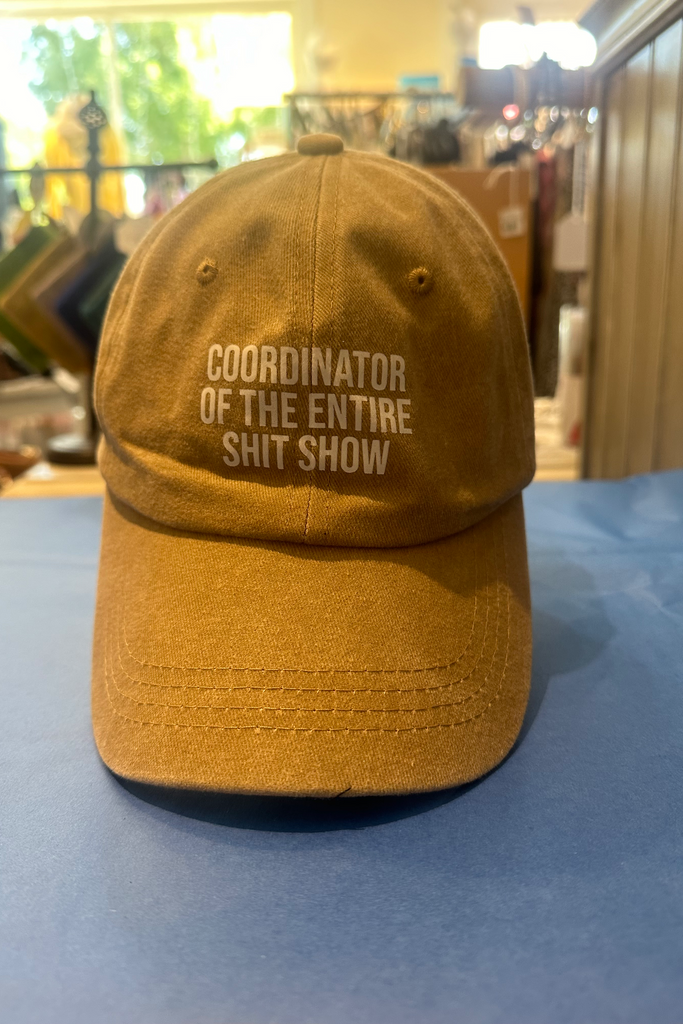 COORDINATOR
OF THE ENTIRE
SHIT SHOW